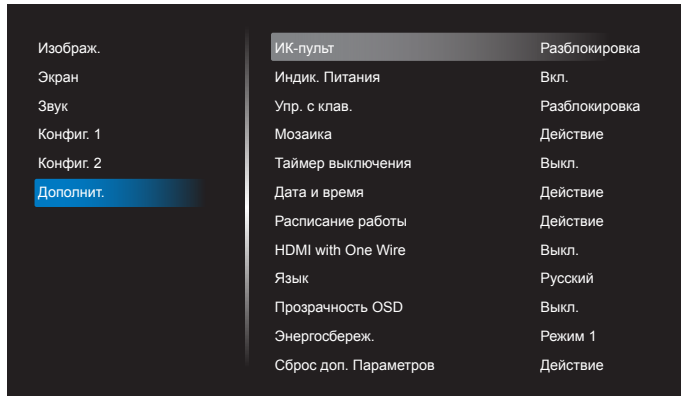 Изображ.
Экран
Звук
Конфиг. 1
Конфиг. 2
Дополнит.
ИК-пульт Разблокировка
Индик. Питания Вкл.
Упр. с клав. Разблокировка
Мозаика Действие
Таймер выключения Выкл.
Дата и время Действие
Расписание работы Действие
HDMI with One Wire Выкл.
Язык Русский
Прозрачность OSD Выкл.
Энергосбереж. Режим 1
Сброс доп. Параметров Действие